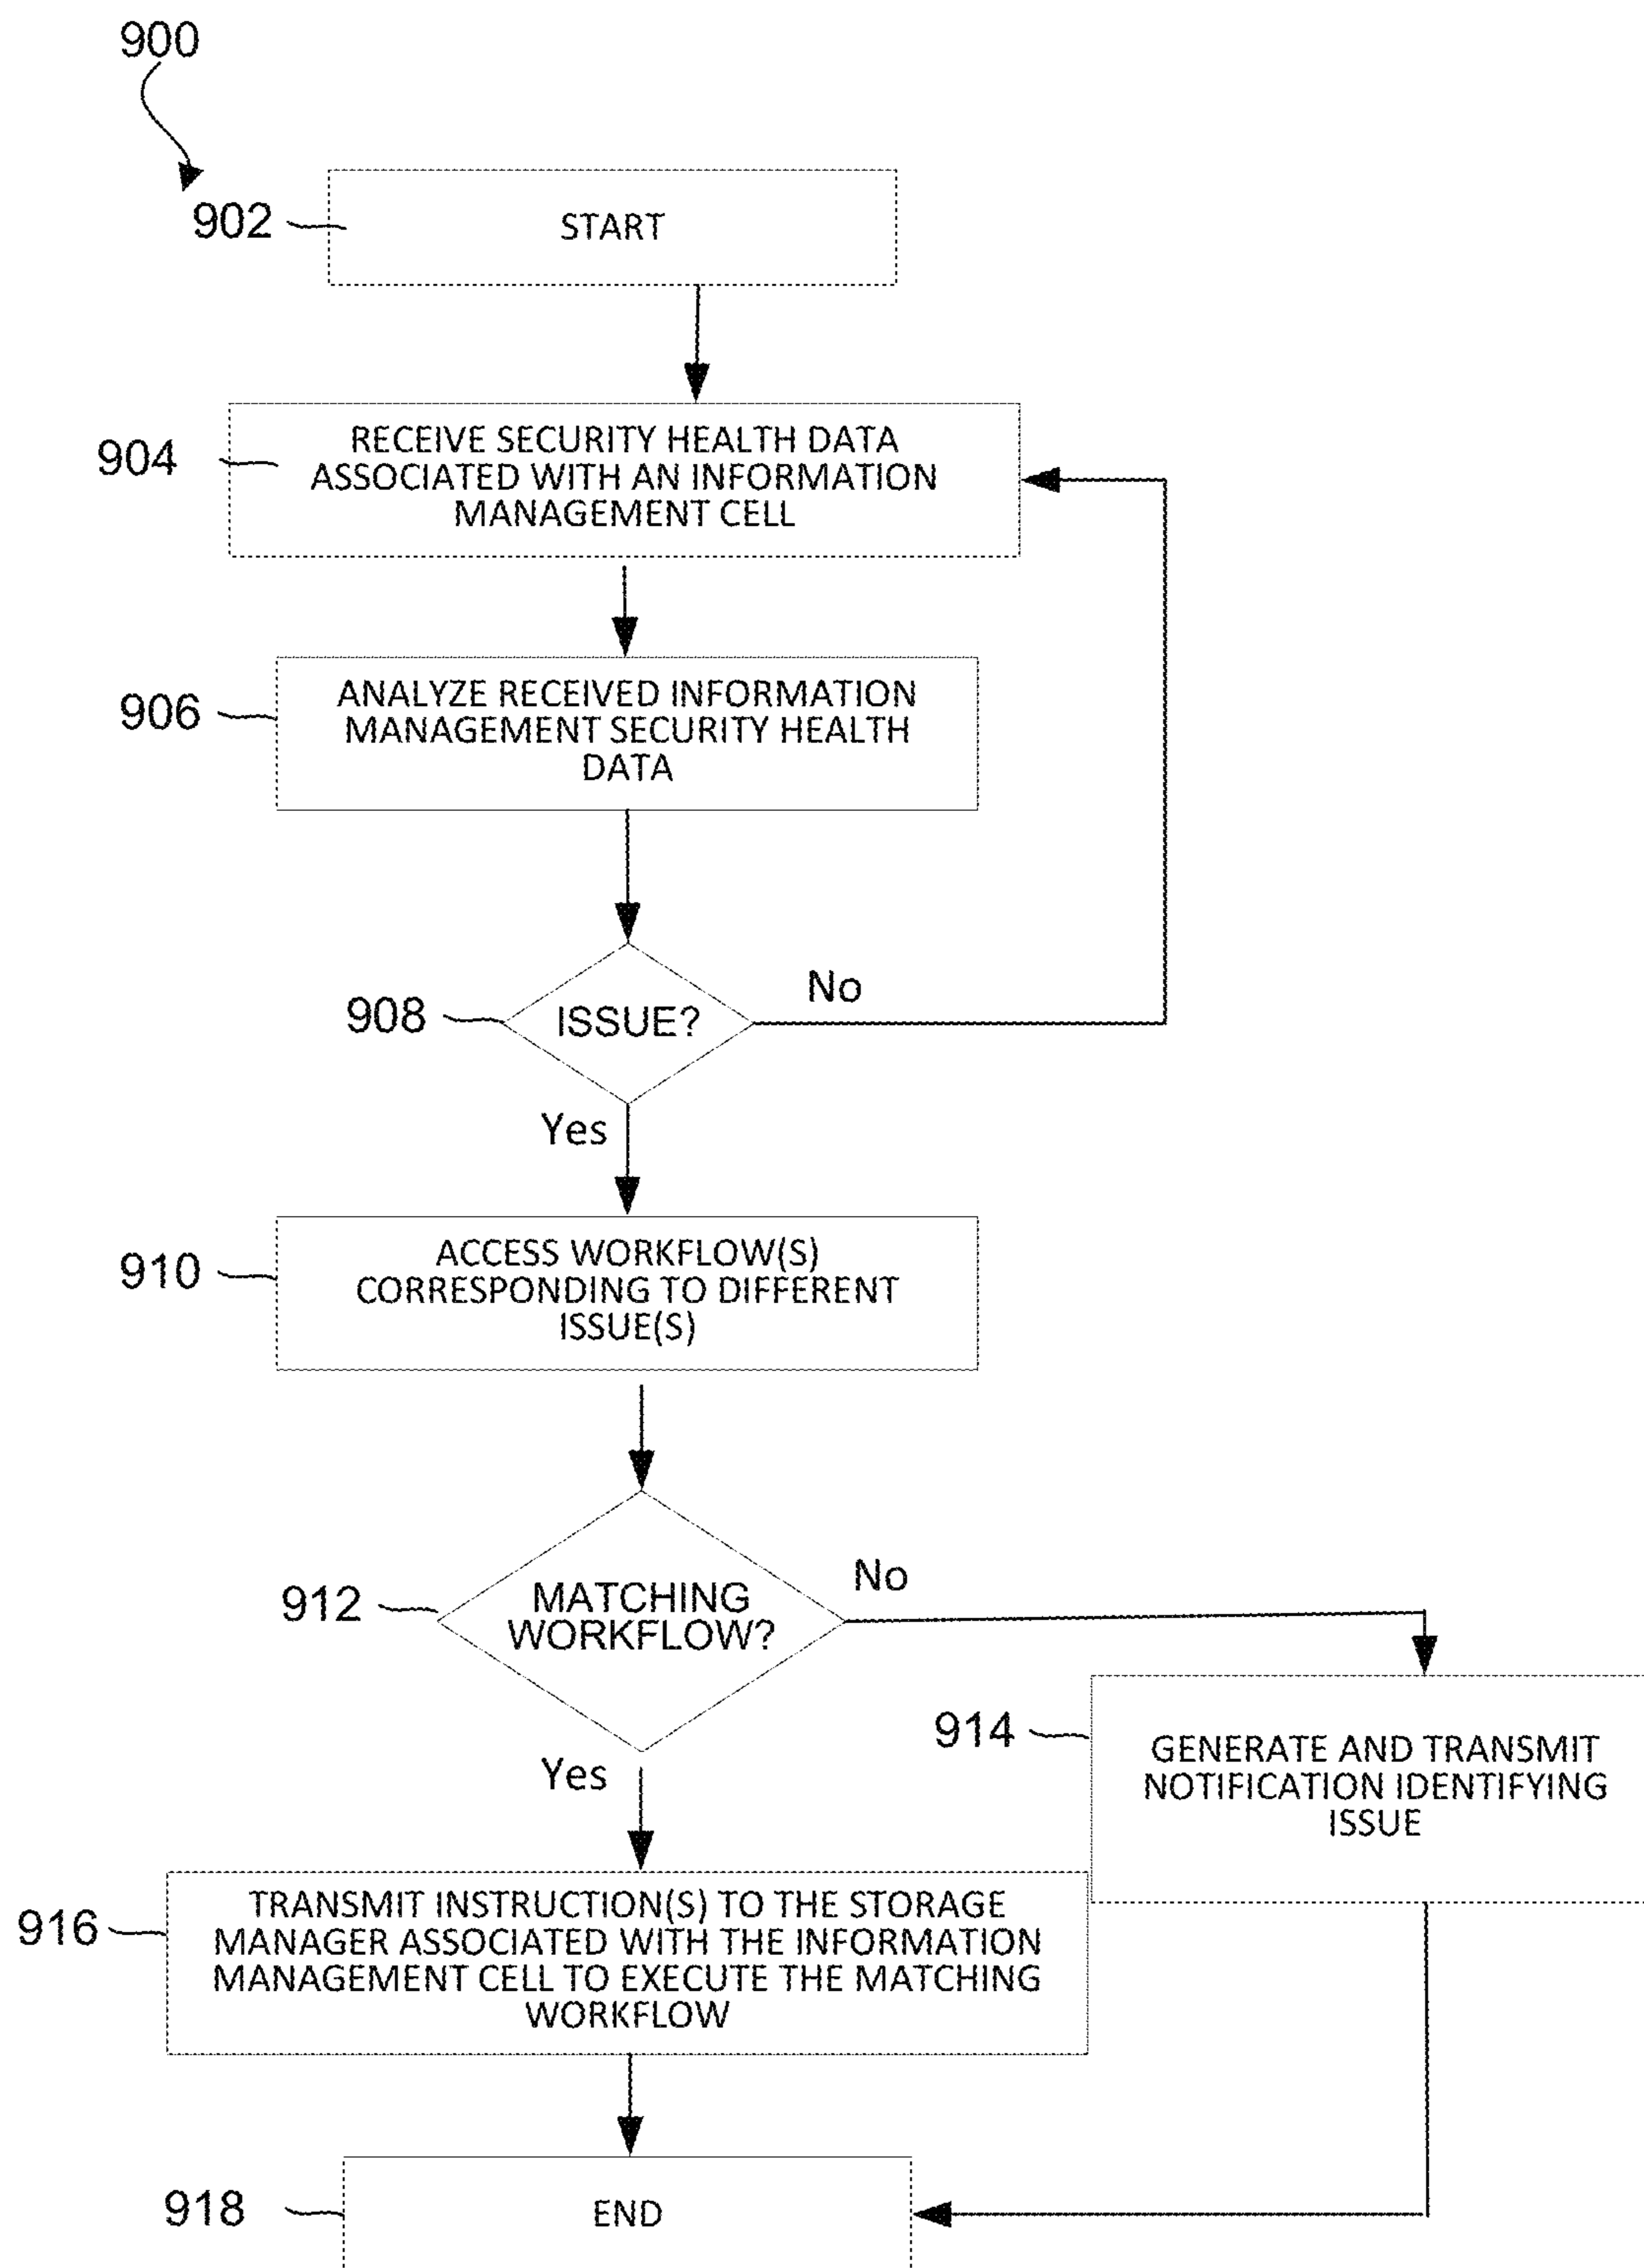 900
902
START
904
RECEIVE SECURITY HEALTH DATA
ASSOCIATED WITH AN INFORMATION
MANAGEMENT CELL
906
ANALYZE RECEIVED INFORMATION
MANAGEMENT SECURITY HEALTH
DATA
908
ISSUE?
No
Yes
910
ACCESS WORKFLOW(S)
CORRESPONDING TO DIFFERENT
ISSUE(S)
912
MATCHING
WORKFLOW?
No
Yes
914
GENERATE AND TRANSMIT
NOTIFICATION IDENTIFYING
ISSUE
916
TRANSMIT INSTRUCTION(S) TO THE STORAGE
MANAGER ASSOCIATED WITH THE INFORMATION
MANAGEMENT CELL TO EXECUTE THE MATCHING
WORKFLOW
918
END